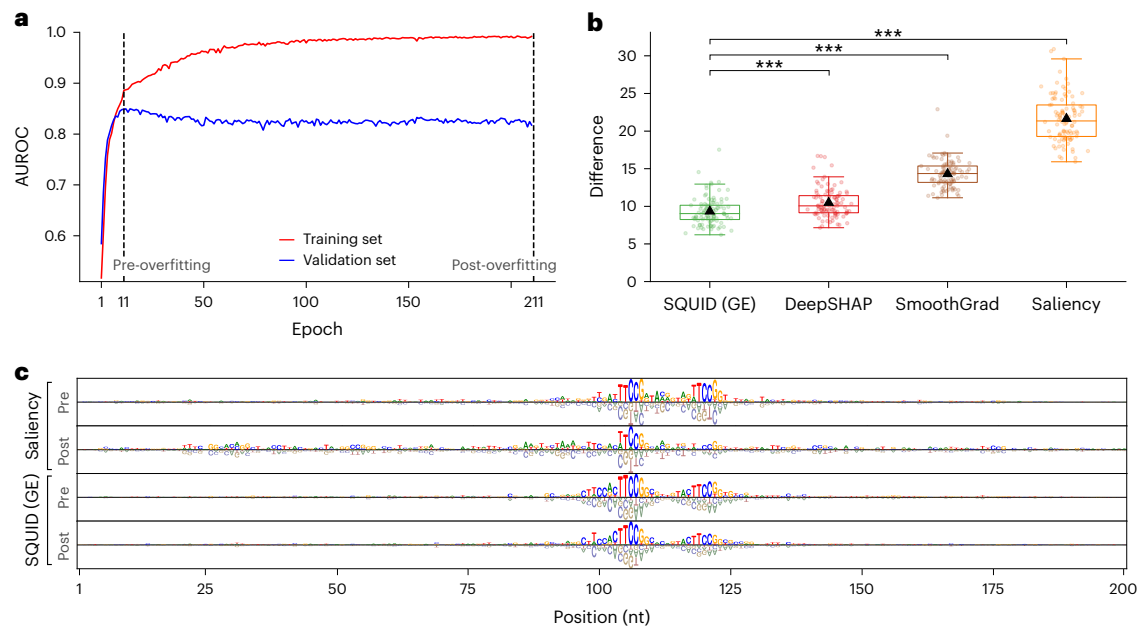 a
1.0
0.9
0.8
0.7
0.6
AUROC
Training set
Validation set
Pre-overfitting
Post-overfitting
1 11 50 100 150 211
Epoch
b
***
***
***
30
25
20
15
10
5
0
Difference
SQUID (GE) DeepSHAP SmoothGrad Saliency
c
Saliency
Pre
Post
SQUID (GE)
Pre
Post
1 25 50 75 100 125 150 175 200
Position (nt)